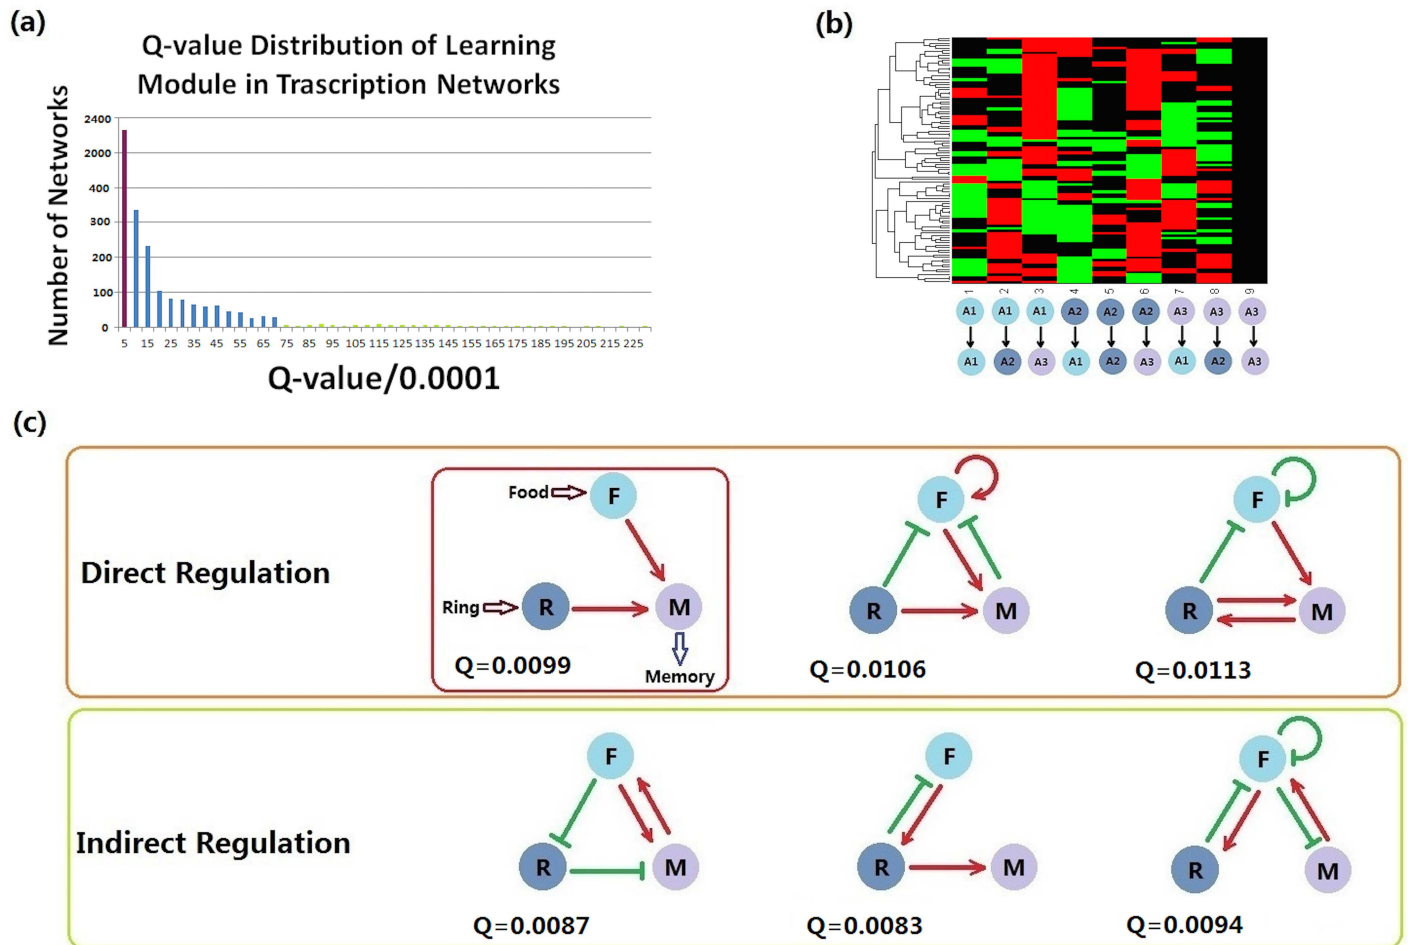 (a)
Q-value Distribution of Learning
Module in Trascription Networks
Number of Networks
2400
2000
400
300
200
100
0
5 15 25 35 45 55 65 75 85 95 105 115 125 135 145 155 165 175 185 195 205 215 225
Q-value/0.0001
(b)
1 2 3 4 5 6 7 8 9
A1 A1 A1 A2 A2 A2 A3 A3 A3
A1 A2 A3 A1 A2 A3 A1 A2 A3
(c)
Direct Regulation
Food F
Ring R M
Memory
Q=0.0099
F
R M
Q=0.0106
F
R M
Q=0.0113
Indirect Regulation
F
R M
Q=0.0087
F
R M
Q=0.0083
F
R M
Q=0.0094